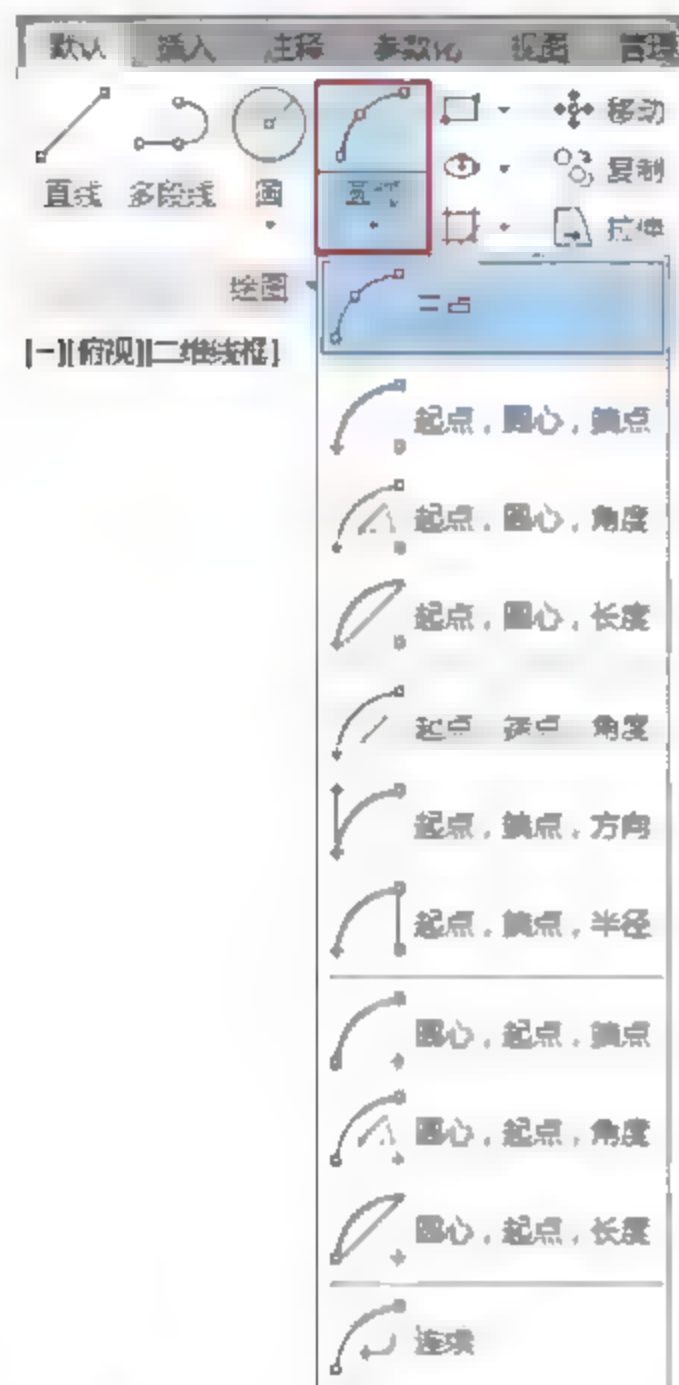 默认 插入 注释 参数化 视图 管理
直线 多段线 圆 圆弧 移动
复制
拉伸
绘图
[−][俯视][二维线框]
三点
起点，圆心，端点
起点，圆心，角度
起点，圆心，长度
起点，端点，角度
起点，端点，方向
起点，端点，半径
圆心，起点，端点
圆心，起点，角度
圆心，起点，长度
连续